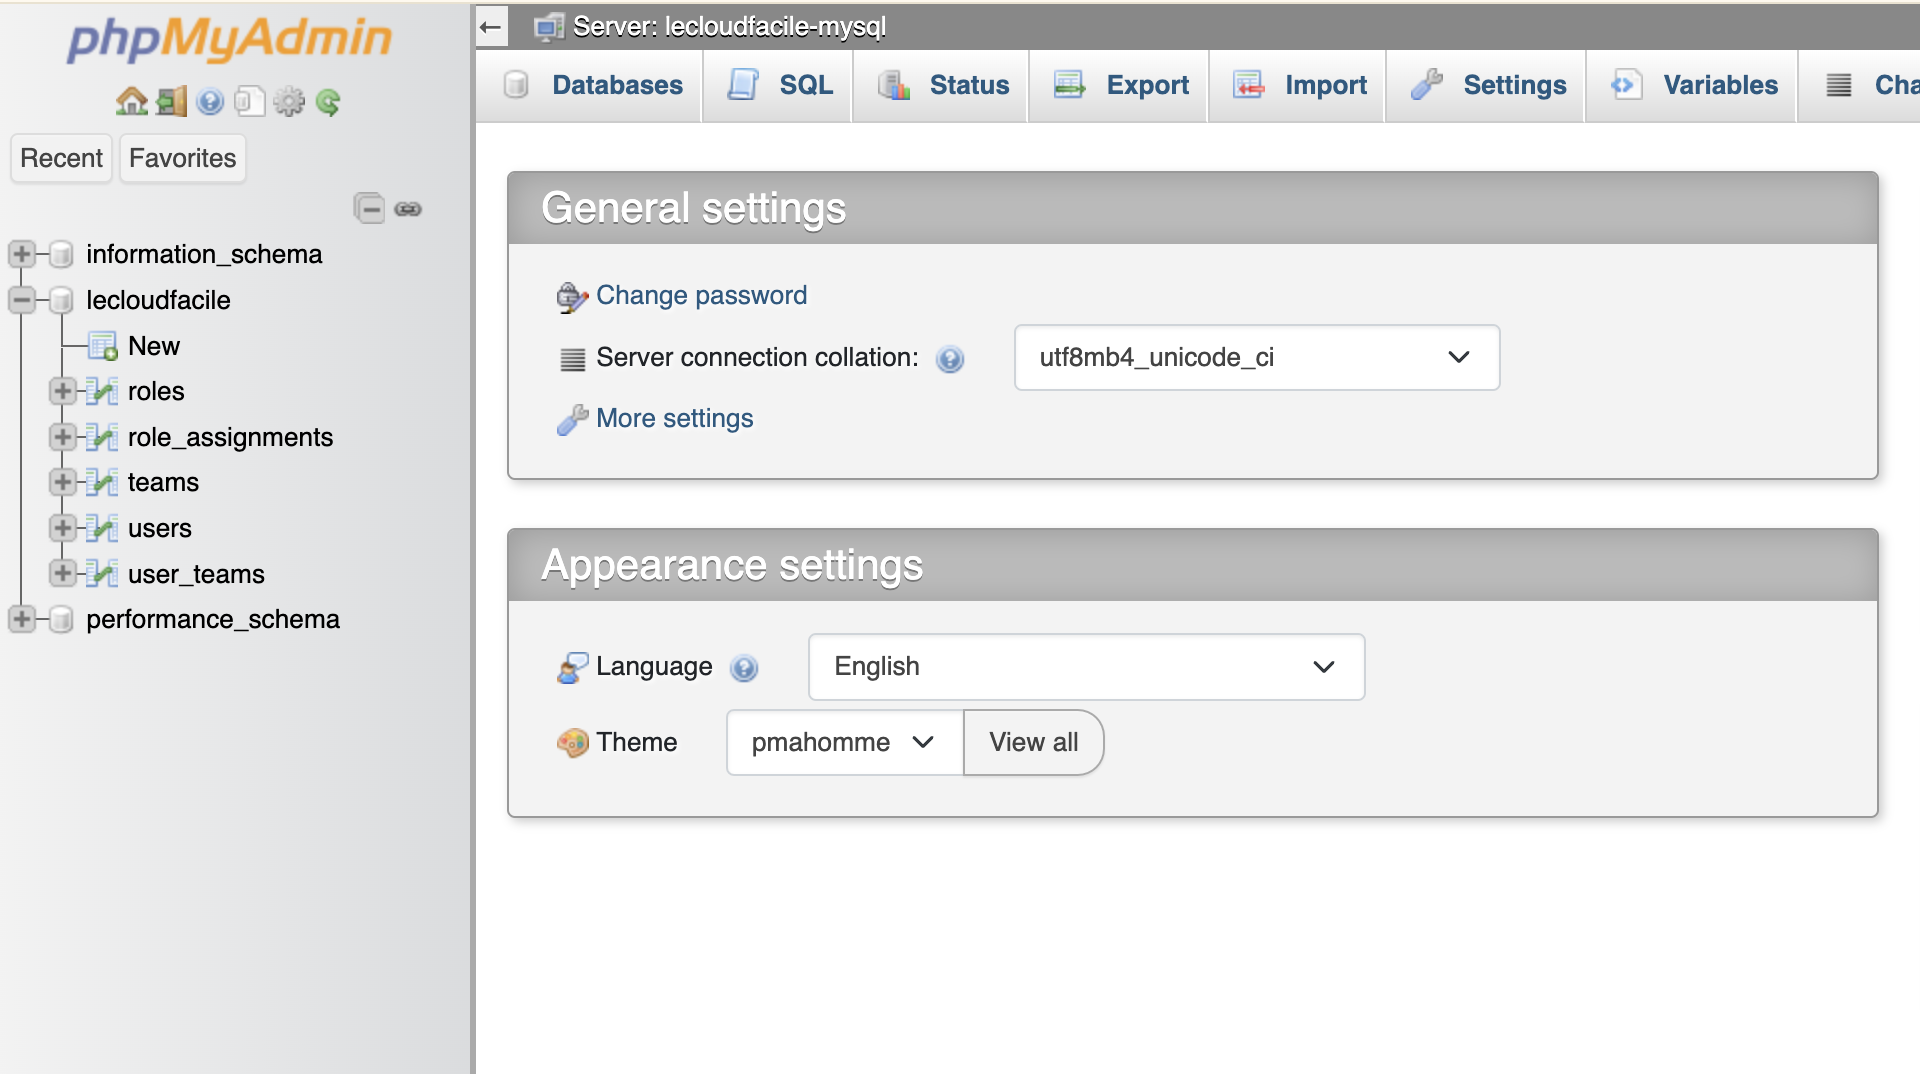 phpMyAdmin
Recent
Favorites
information_schema
lecloudfacile
New
roles
role_assignments
teams
users
user_teams
performance_schema
Server: lecloudfacile-mysql
Databases
SQL
Status
Export
Import
Settings
Variables
Cha
General settings
Change password
Server connection collation:
utf8mb4_unicode_ci
More settings
Appearance settings
Language
English
Theme
pmahomme
View all